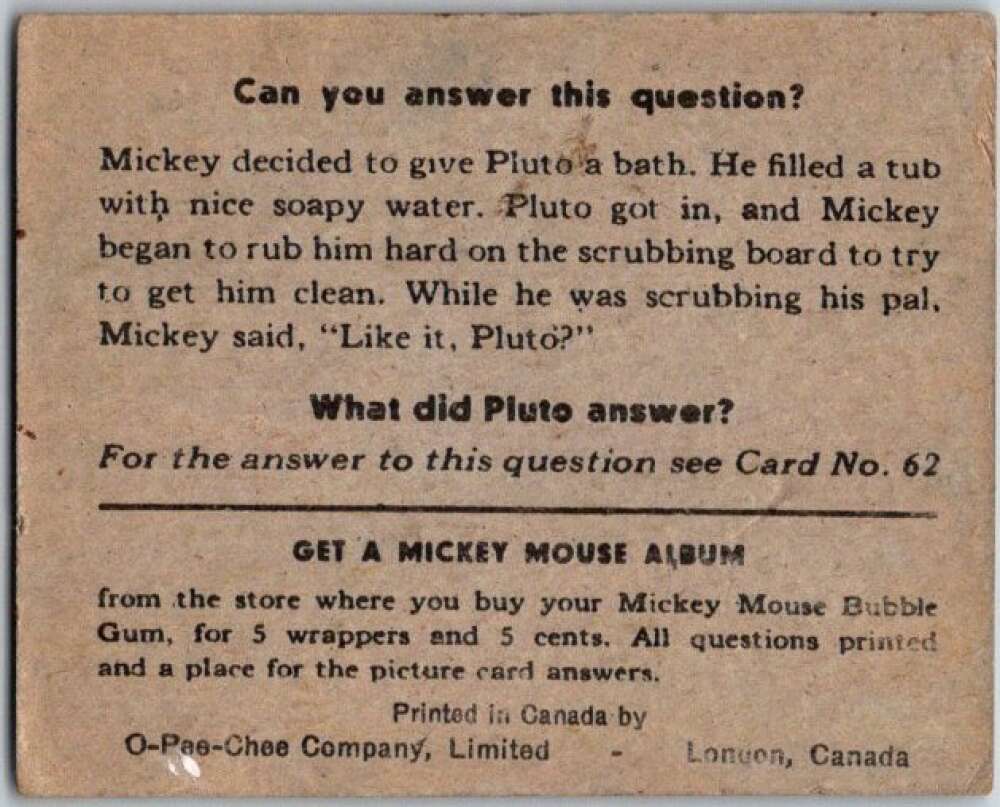 Can you answer this question?
Mickey decided to give Pluto a bath. He filled a tub
with nice soapy water. Pluto got in, and Mickey
began to rub him hard on the scrubbing board to try
to get him clean. While he was scrubbing his pal,
Mickey said, “Like it, Pluto?”
What did Pluto answer?
For the answer to this question see Card No. 62
GET A MICKEY MOUSE ALBUM
from the store where you buy your Mickey Mouse Bubble
Gum, for 5 wrappers and 5 cents. All questions printed
and a place for the picture card answers.
Printed in Canada by
O-Pee-Chee Company, Limited - London, Canada